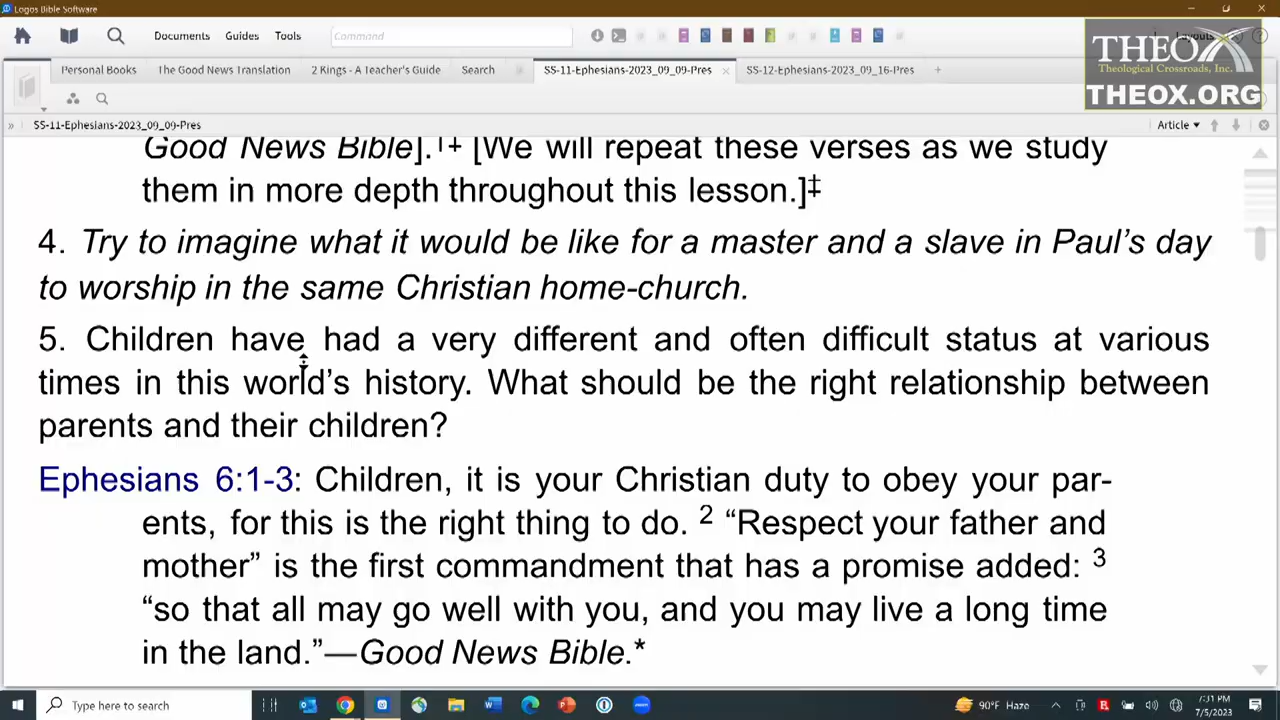 Logos Bible Software
Documents Guides Tools Command
THEOX
Theological Crossroads, Inc.
THEOX.ORG
Personal Books The Good News Translation 2 Kings - A Teacher's SS-11-Ephesians-2023_09_09-Pres SS-12-Ephesians-2023_09_16-Pres
SS-11-Ephesians-2023_09_09-Pres Article
Good News Bible].†‡ [We will repeat these verses as we study
them in more depth throughout this lesson.]‡
4. Try to imagine what it would be like for a master and a slave in Paul's day
to worship in the same Christian home-church.
5. Children have had a very different and often difficult status at various
times in this world's history. What should be the right relationship between
parents and their children?
Ephesians 6:1-3: Children, it is your Christian duty to obey your par-
ents, for this is the right thing to do. 2 “Respect your father and
mother” is the first commandment that has a promise added: 3
“so that all may go well with you, and you may live a long time
in the land.”—Good News Bible.*
Type here to search 90°F Haze 7:31 PM
7/5/2023